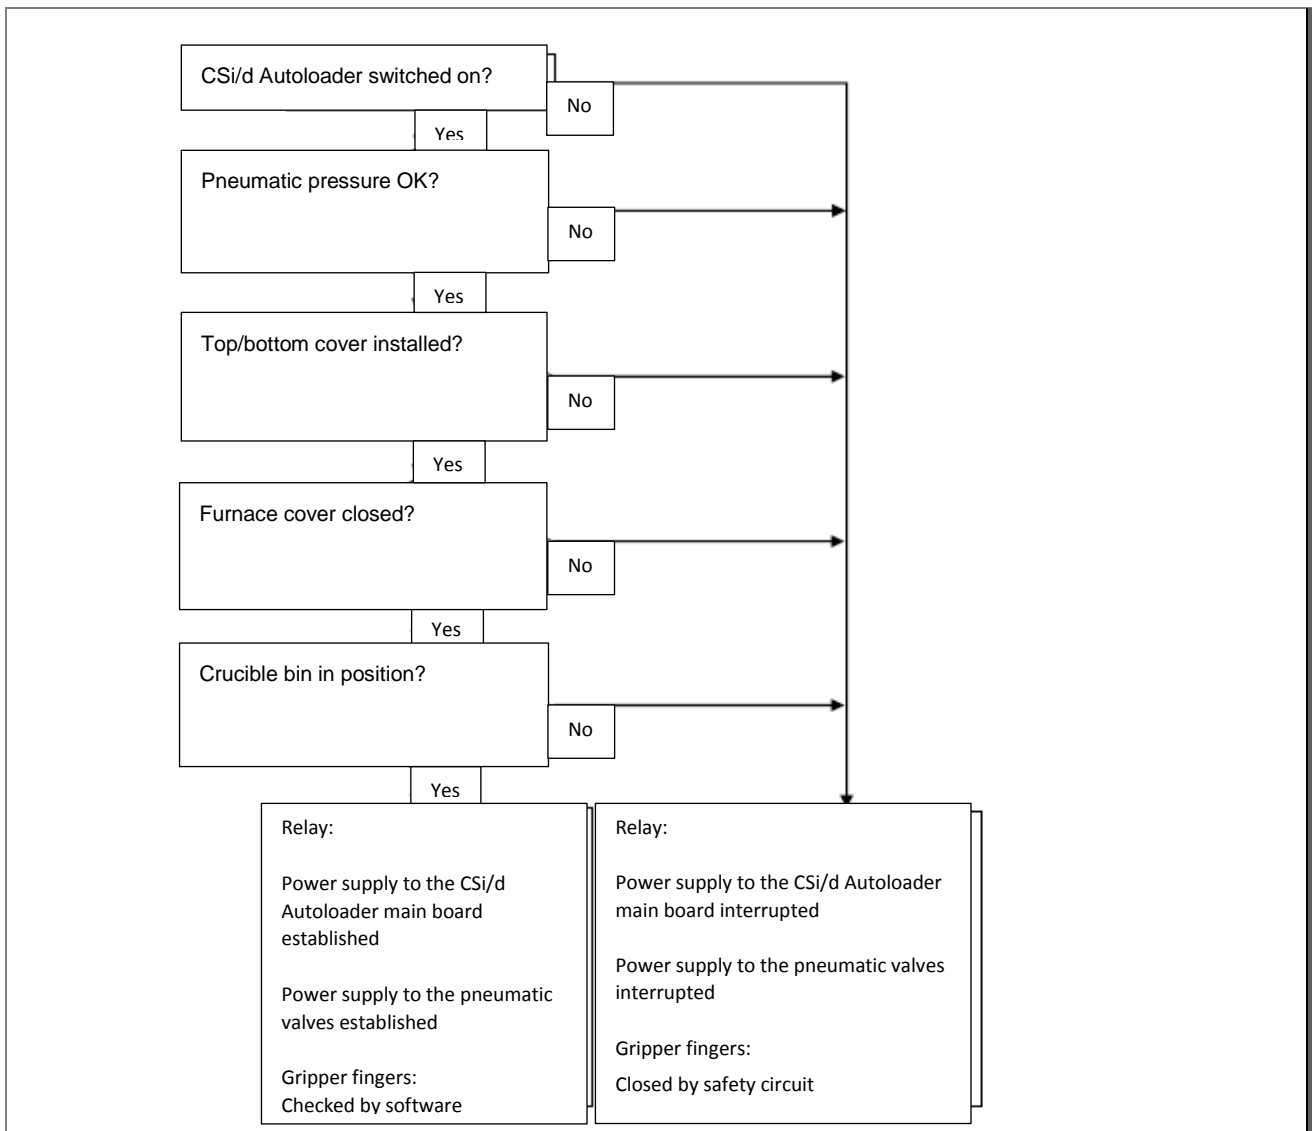 CSi/d Autoloader switched on?
No
Yes
Pneumatic pressure OK?
No
Yes
Top/bottom cover installed?
No
Yes
Furnace cover closed?
No
Yes
Crucible bin in position?
No
Yes
Relay:
Power supply to the CSi/d
Autoloader main board
established
Power supply to the pneumatic
valves established
Gripper fingers:
Checked by software
Relay:
Power supply to the CSi/d Autoloader
main board interrupted
Power supply to the pneumatic valves
interrupted
Gripper fingers:
Closed by safety circuit